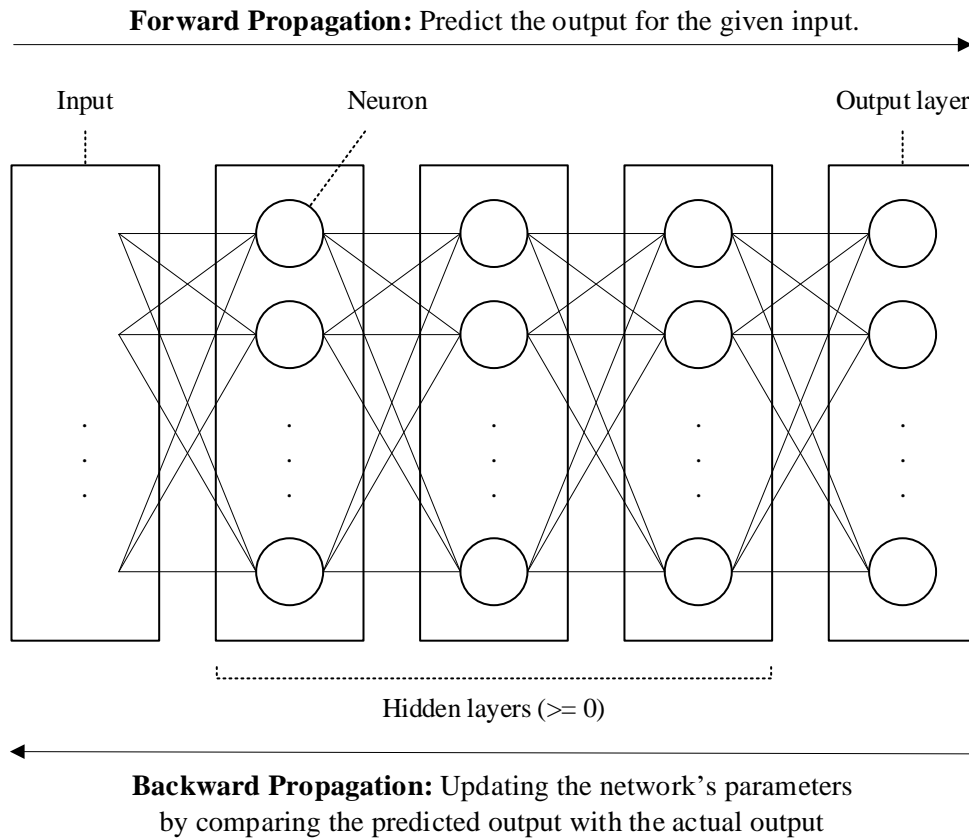 Forward Propagation: Predict the output for the given input.
Input
Neuron
Output layer
Hidden layers (>= 0)
Backward Propagation: Updating the network’s parameters
by comparing the predicted output with the actual output